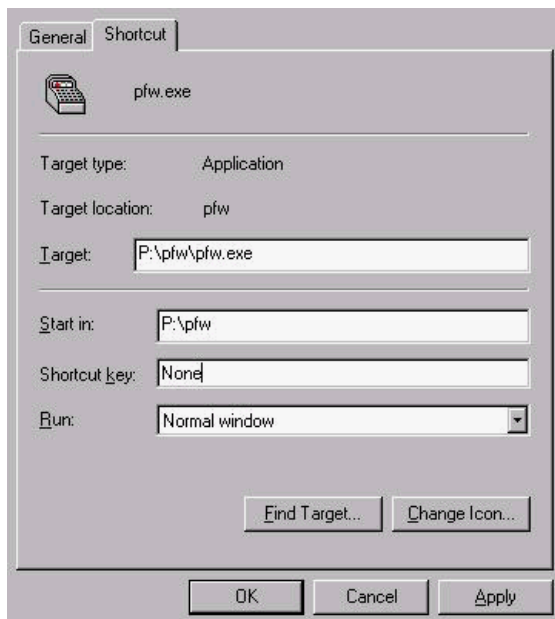 General Shortcut
pfw.exe
Target type: Application
Target location: pfw
Target: P:\pfw\pfw.exe
Start in: P:\pfw
Shortcut key: None
Run: Normal window
Find Target... Change Icon...
OK Cancel Apply